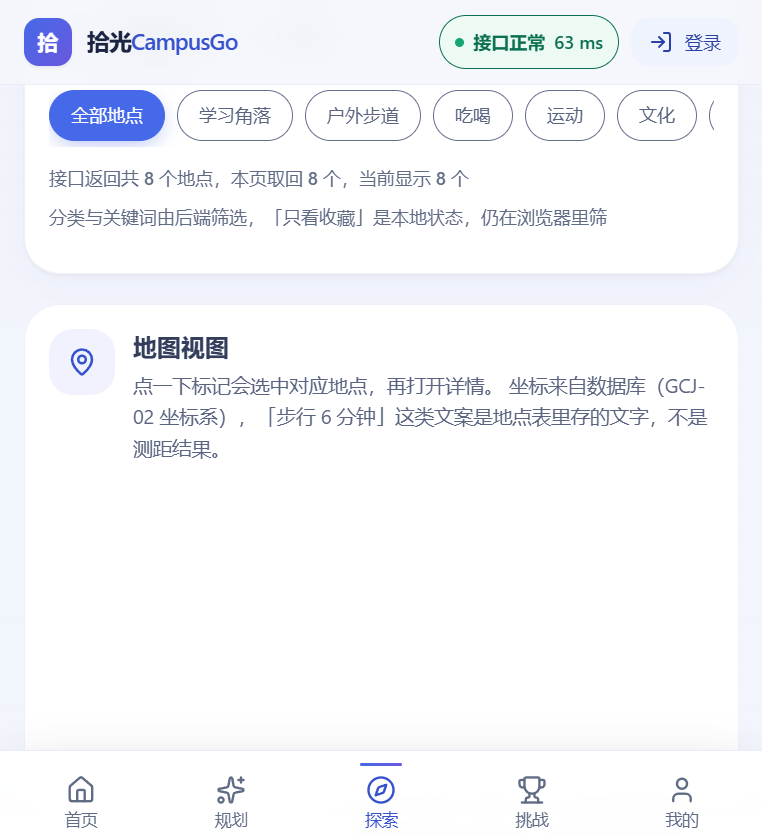 拾 拾光CampusGo 接口正常 63 ms 登录
全部地点 学习角落 户外步道 吃喝 运动 文化
接口返回共 8 个地点，本页取回 8 个，当前显示 8 个
分类与关键词由后端筛选，「只看收藏」是本地状态，仍在浏览器里筛
地图视图
点一下标记会选中对应地点，再打开详情。 坐标来自数据库（GCJ-
02 坐标系），「步行 6 分钟」这类文案是地点表里存的文字，不是
测距结果。
首页 规划 探索 挑战 我的